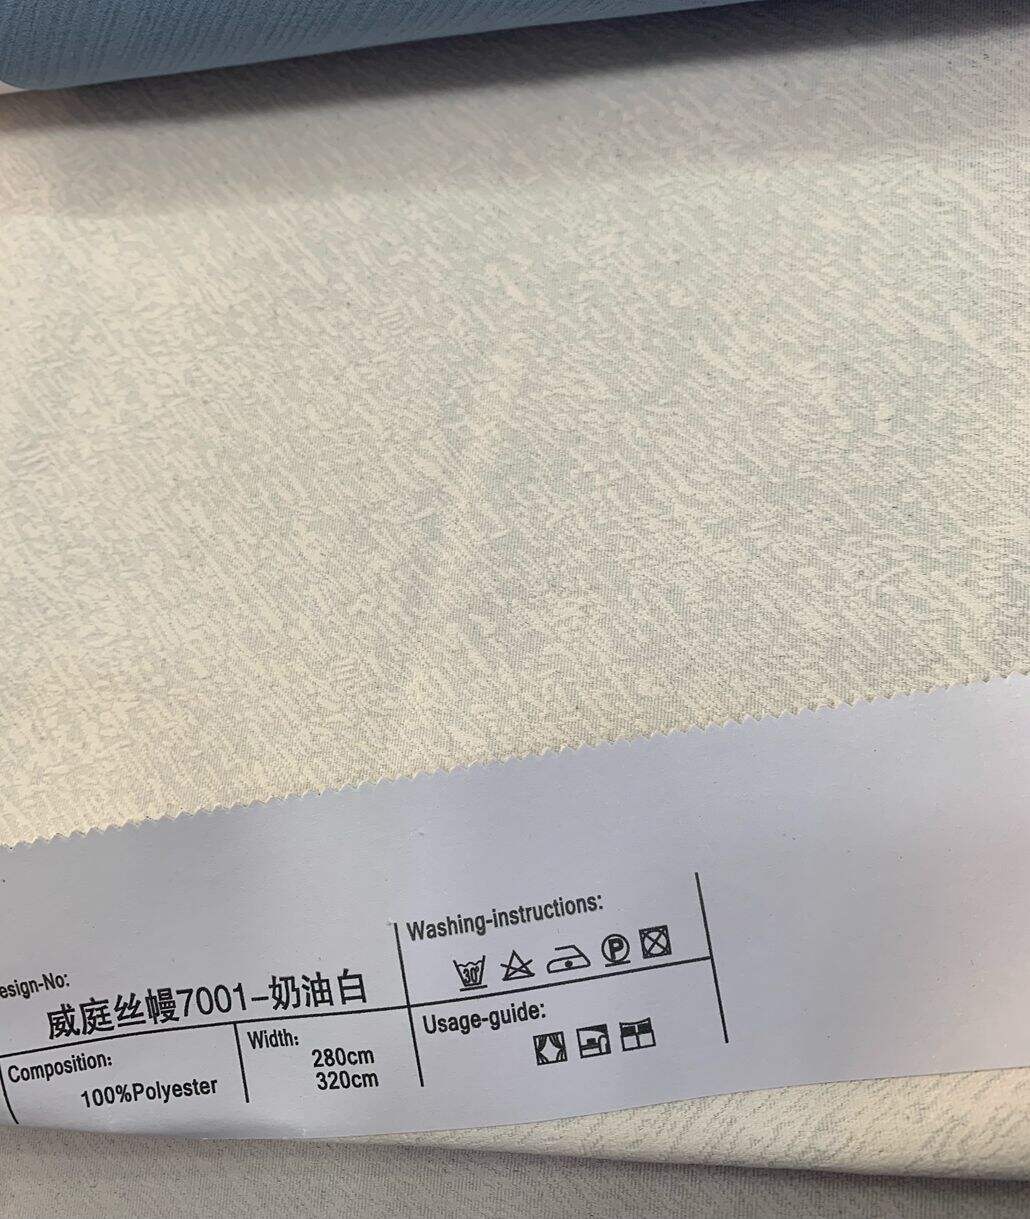 esign-No:
威庭丝幔7001-奶油白
Composition:
100%Polyester
Width:
280cm
320cm
Washing-instructions:
30°
P
Usage-guide: